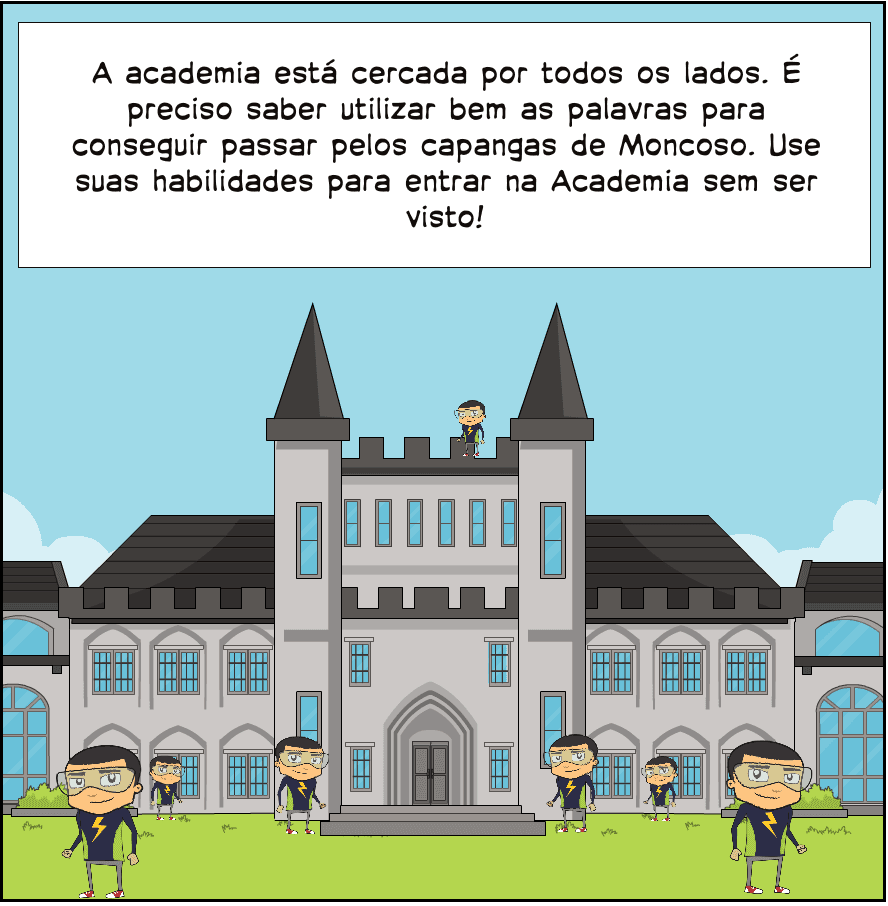 A academia está cercada por todos os lados. É
preciso saber utilizar bem as palavras para
conseguir passar pelos capangas de Moncoso. Use
suas habilidades para entrar na Academia sem ser
visto!